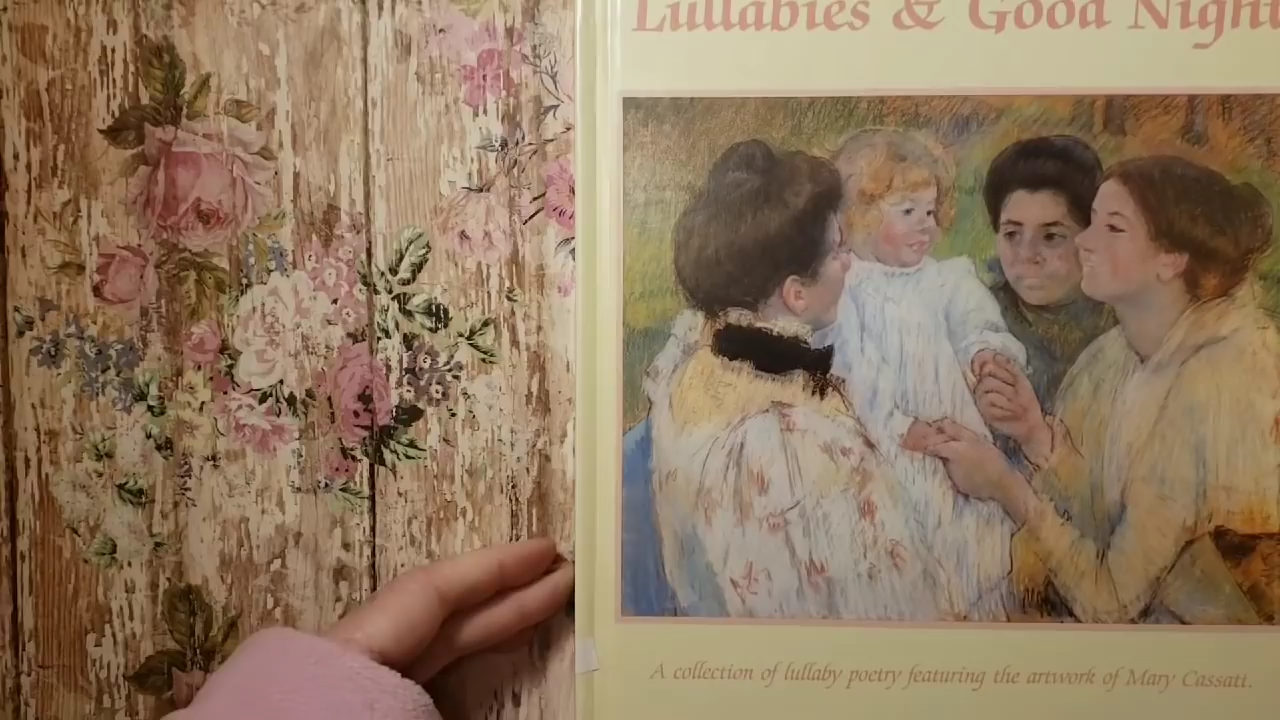 Lullabies & Good Night
A collection of lullaby poetry featuring the artwork of Mary Cassatt.